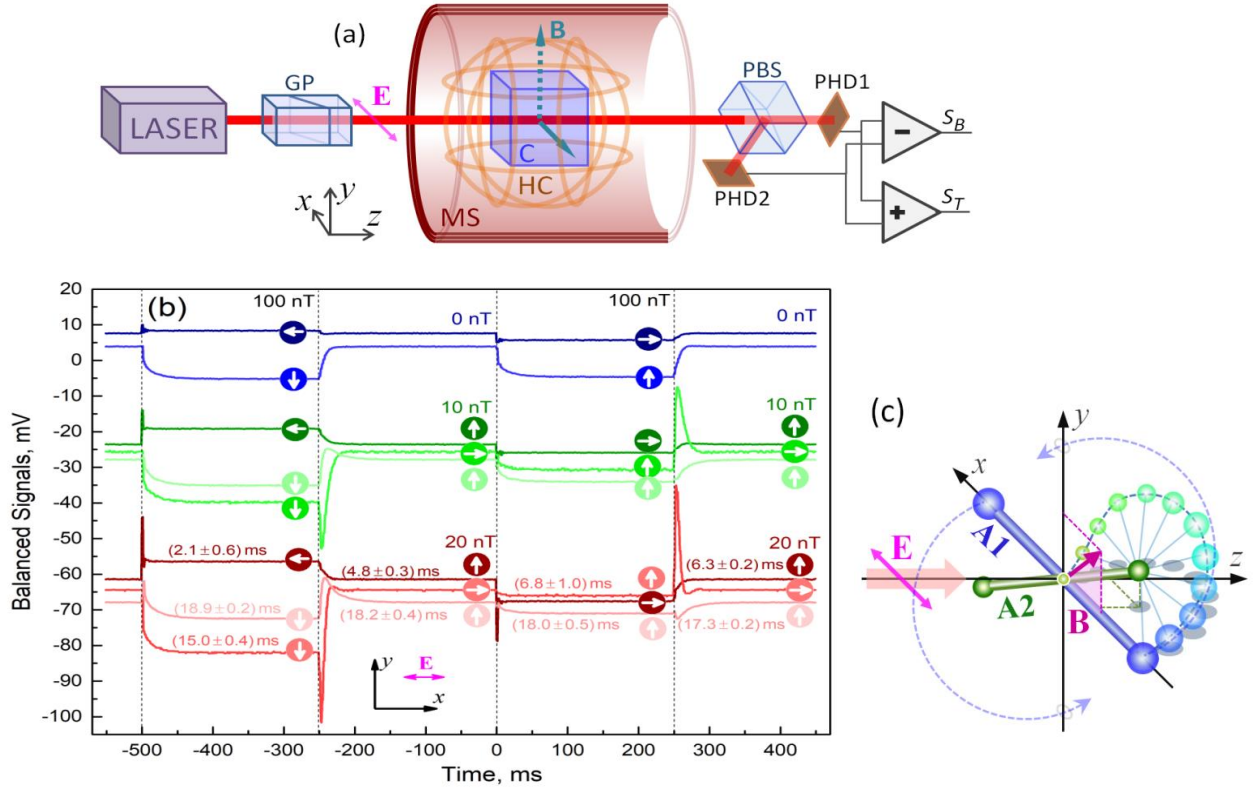 (a)
B
GP
E
LASER
C
HC
MS
PBS
PHD1
PHD2
S_B
S_T
-
+
x
y
z
(b)
100 nT
0 nT
100 nT
0 nT
10 nT
10 nT
20 nT
20 nT
(2.1±0.6) ms
(4.8±0.3) ms
(6.8±1.0) ms
(6.3±0.2) ms
(18.9±0.2) ms
(18.2±0.4) ms
(18.0±0.5) ms
(17.3±0.2) ms
(15.0±0.4) ms
y
E
x
Balanced Signals, mV
20
10
0
-10
-20
-30
-40
-50
-60
-70
-80
-90
-100
-500
-400
-300
-200
-100
0
100
200
300
400
Time, ms
(c)
y
x
A1
E
z
A2
B